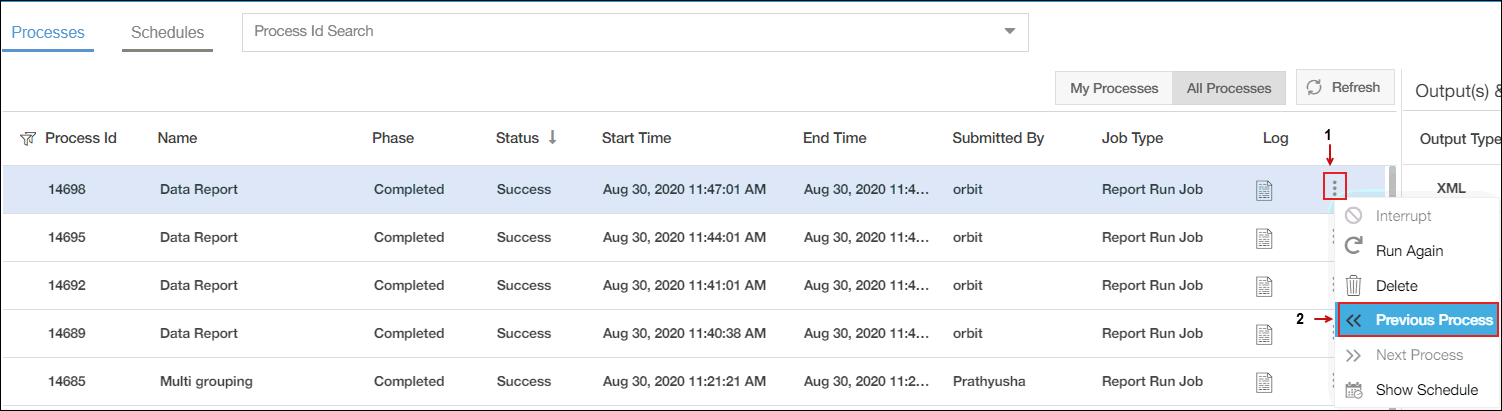 Processes Schedules Process Id Search
My Processes All Processes Refresh Output(s) &
Process Id Name Phase Status Start Time End Time Submitted By Job Type Log 1 Output Type
14698 Data Report Completed Success Aug 30, 2020 11:47:01 AM Aug 30, 2020 11:4... orbit Report Run Job XML
Interrupt
14695 Data Report Completed Success Aug 30, 2020 11:44:01 AM Aug 30, 2020 11:4... orbit Report Run Job
Run Again
14692 Data Report Completed Success Aug 30, 2020 11:41:01 AM Aug 30, 2020 11:4... orbit Report Run Job
Delete
2 Previous Process
14689 Data Report Completed Success Aug 30, 2020 11:40:38 AM Aug 30, 2020 11:4... orbit Report Run Job
Next Process
14685 Multi grouping Completed Success Aug 30, 2020 11:21:21 AM Aug 30, 2020 11:2... Prathyusha Report Run Job
Show Schedule